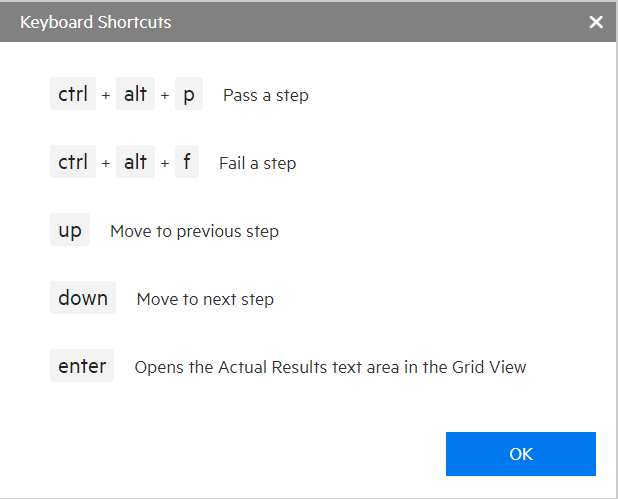 Keyboard Shortcuts
ctrl + alt + p Pass a step
ctrl + alt + f Fail a step
up Move to previous step
down Move to next step
enter Opens the Actual Results text area in the Grid View
OK